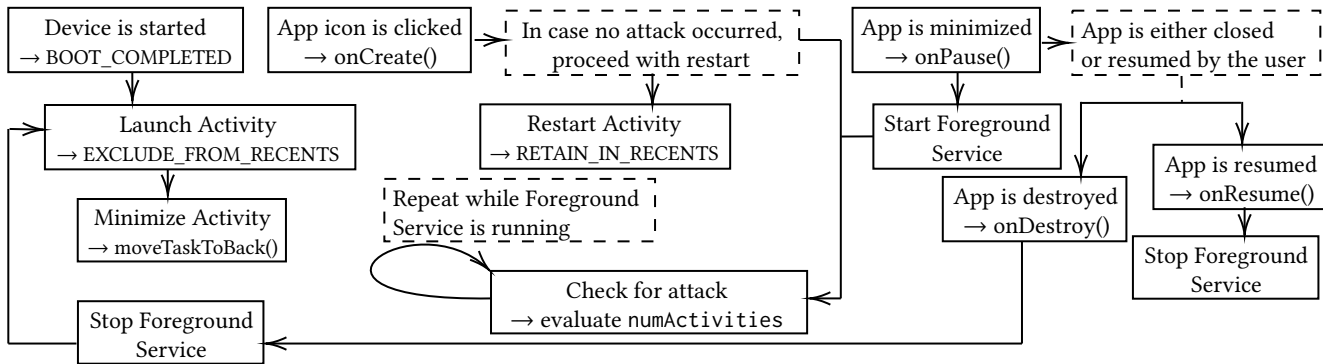 Device is started
→ BOOT_COMPLETED
App icon is clicked
→ onCreate()
In case no attack occurred,
proceed with restart
App is minimized
→ onPause()
App is either closed
or resumed by the user
Launch Activity
→ EXCLUDE_FROM_RECENTS
Restart Activity
→ RETAIN_IN_RECENTS
Start Foreground
Service
App is resumed
→ onResume()
Minimize Activity
→ moveTaskToBack()
Repeat while Foreground
Service is running
App is destroyed
→ onDestroy()
Stop Foreground
Service
Check for attack
→ evaluate numActivities
Stop Foreground
Service